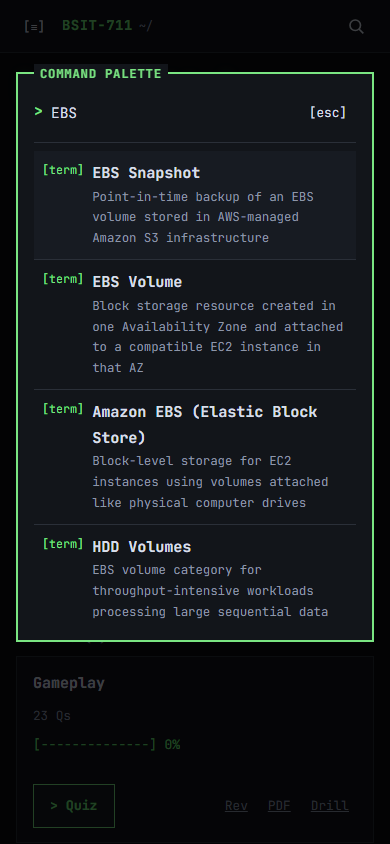 [≡] BSIT-711 ~/
COMMAND PALETTE
> EBS [esc]
[term] EBS Snapshot
Point-in-time backup of an EBS
volume stored in AWS-managed
Amazon S3 infrastructure
[term] EBS Volume
Block storage resource created in
one Availability Zone and attached
to a compatible EC2 instance in
that AZ
[term] Amazon EBS (Elastic Block
Store)
Block-level storage for EC2
instances using volumes attached
like physical computer drives
[term] HDD Volumes
EBS volume category for
throughput-intensive workloads
processing large sequential data
Gameplay
23 Qs
[--------------] 0%
> Quiz Rev PDF Drill